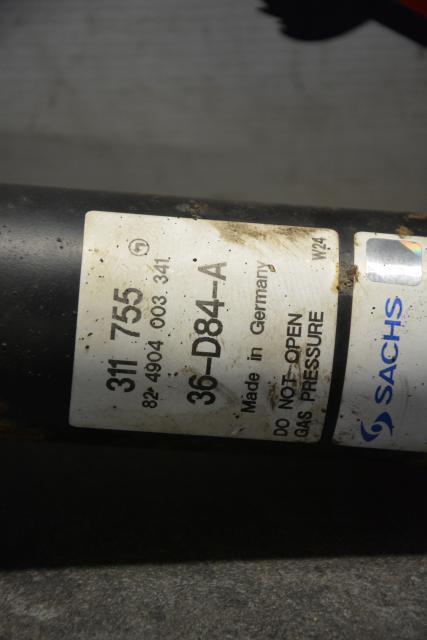 311 755
82 4904 003 341
36-D84-A
Made in Germany
W24
DO NOT OPEN
GAS PRESSURE
SACHS